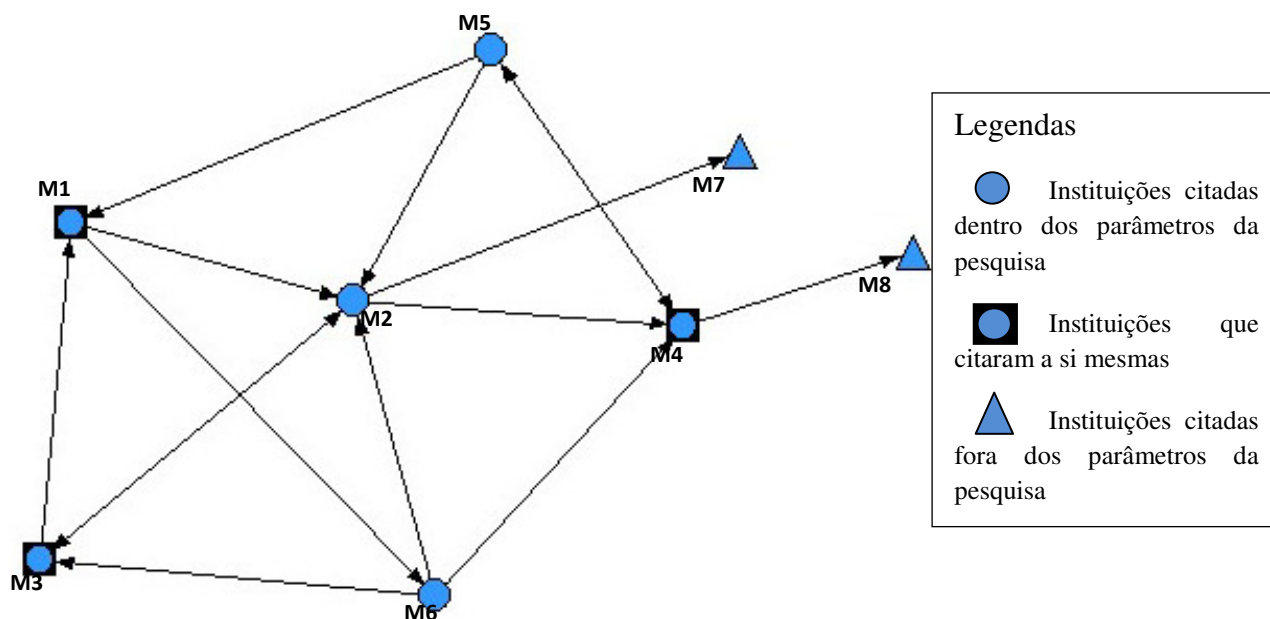 M5
M7
M1
M2
M8
M4
M3
M6
Legendas
Instituições citadas
dentro dos parâmetros da
pesquisa
Instituições que
citaram a si mesmas
Instituições citadas
fora dos parâmetros da
pesquisa